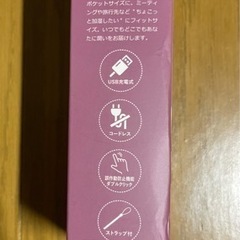 ポケットサイズに。ミーティ
ングや旅行先など“ちょこっ
と加湿したい”にフィットサ
イズ。いつでもどこでもあな
たに潤いをお届けします。
USB充電式
コードレス
誤作動防止機能
ダブルクリック
ストラップ付